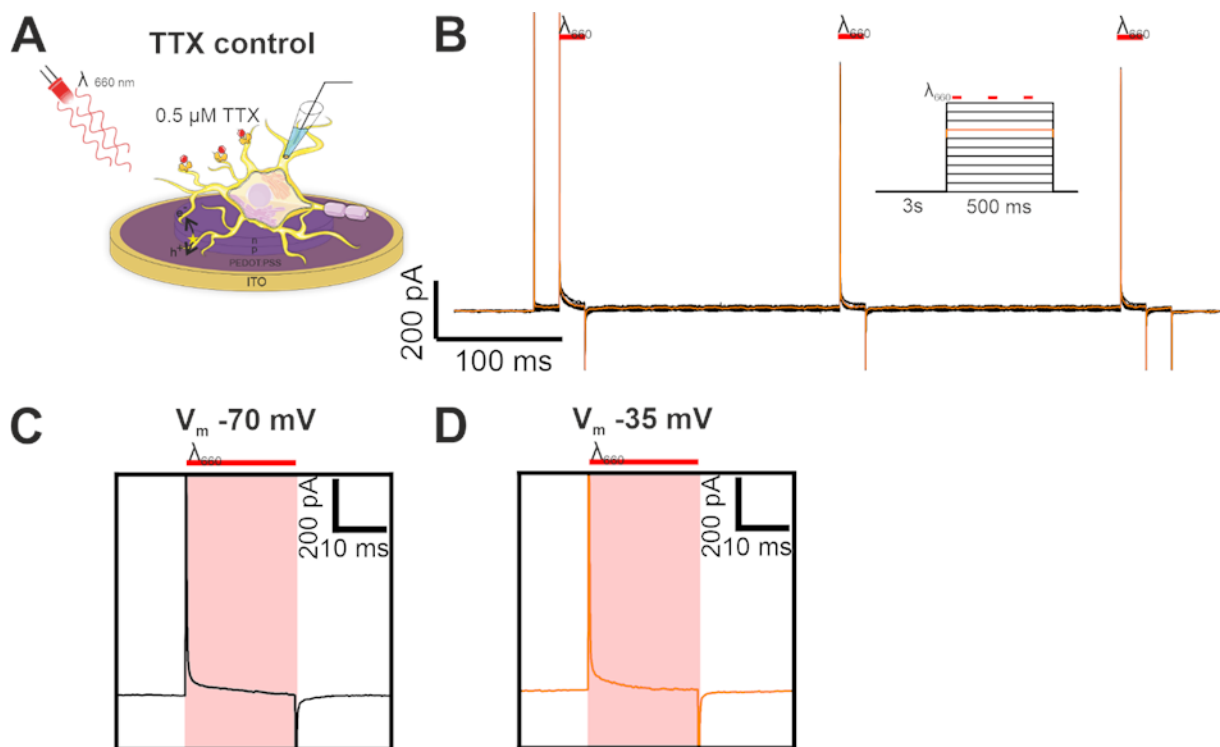 A
TTX control
λ 660 nm
0.5 µM TTX
e⁻
h⁺
n
p
PEDOT:PSS
ITO
B
λ660
λ660
λ660
λ660
3s
500 ms
200 pA
100 ms
C
Vm -70 mV
λ660
200 pA
10 ms
D
Vm -35 mV
λ660
200 pA
10 ms